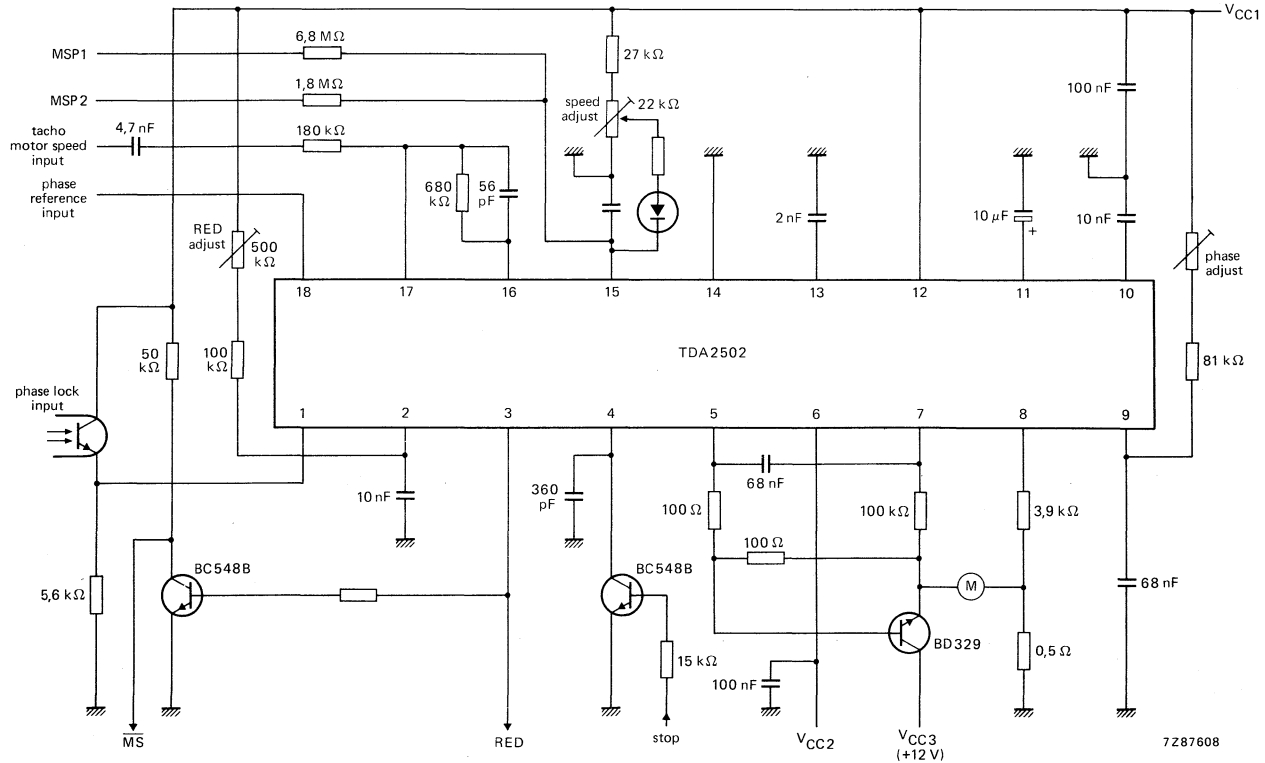 VCC1
MSP1
6,8 MΩ
27 kΩ
MSP2
1,8 MΩ
speed
adjust
22 kΩ
100 nF
tacho
motor speed
input
4,7 nF
180 kΩ
phase
reference
input
680
kΩ
56
pF
2 nF
10 μF
+
10 nF
RED
adjust
500
kΩ
phase
adjust
18
17
16
15
14
13
12
11
10
TDA2502
50
kΩ
100
kΩ
81 kΩ
phase lock
input
1
2
3
4
5
6
7
8
9
10 nF
360
pF
68 nF
100 Ω
100 kΩ
3,9 kΩ
100 Ω
BC548B
BC548B
M
5,6 kΩ
68 nF
BD329
0,5 Ω
15 kΩ
100 nF
MS
RED
stop
VCC2
VCC3
(+12 V)
7Z87608